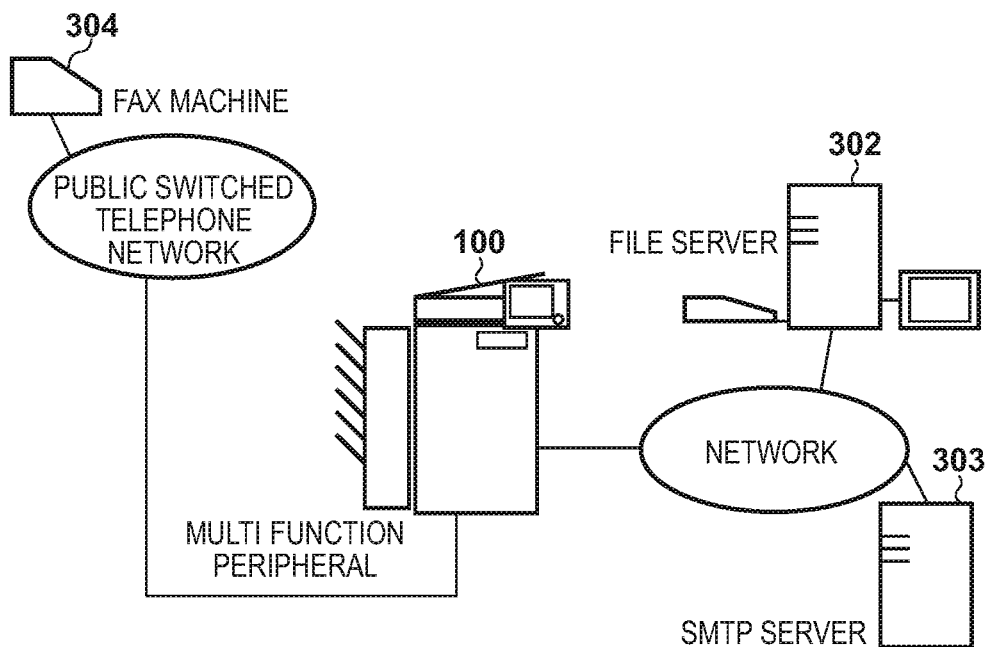 304
FAX MACHINE
PUBLIC SWITCHED
TELEPHONE
NETWORK
100
302
FILE SERVER
NETWORK
303
MULTI FUNCTION
PERIPHERAL
SMTP SERVER